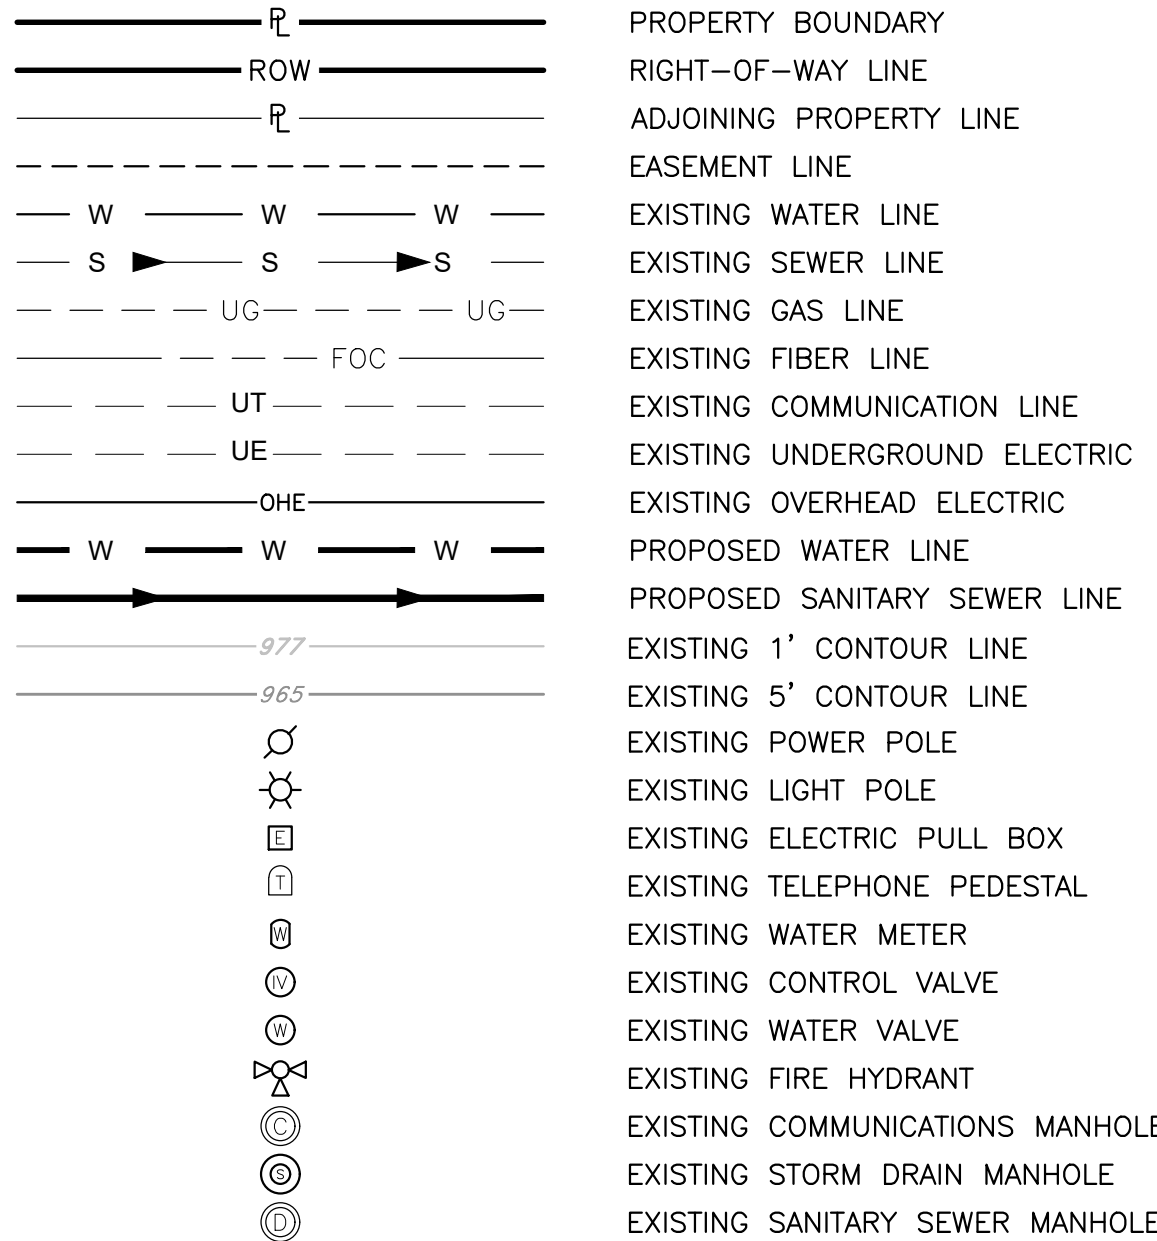 PL PROPERTY BOUNDARY
ROW RIGHT-OF-WAY LINE
PL ADJOINING PROPERTY LINE
EASEMENT LINE
W W W EXISTING WATER LINE
S S S EXISTING SEWER LINE
UG UG EXISTING GAS LINE
FOC EXISTING FIBER LINE
UT EXISTING COMMUNICATION LINE
UE EXISTING UNDERGROUND ELECTRIC
OHE EXISTING OVERHEAD ELECTRIC
W W W PROPOSED WATER LINE
PROPOSED SANITARY SEWER LINE
977 EXISTING 1' CONTOUR LINE
965 EXISTING 5' CONTOUR LINE
EXISTING POWER POLE
EXISTING LIGHT POLE
E EXISTING ELECTRIC PULL BOX
T EXISTING TELEPHONE PEDESTAL
W EXISTING WATER METER
IV EXISTING CONTROL VALVE
W EXISTING WATER VALVE
EXISTING FIRE HYDRANT
C EXISTING COMMUNICATIONS MANHOLE
S EXISTING STORM DRAIN MANHOLE
D EXISTING SANITARY SEWER MANHOLE